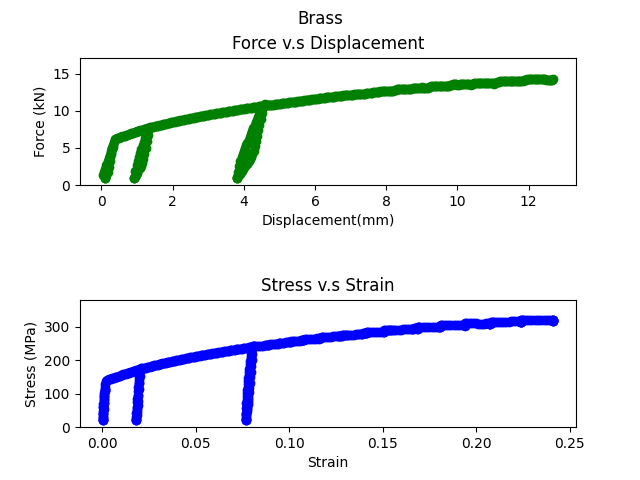 Brass
Force v.s Displacement
15
10
5
0
Force (kN)
0 2 4 6 8 10 12
Displacement(mm)
Stress v.s Strain
300
200
100
0
Stress (MPa)
0.00 0.05 0.10 0.15 0.20 0.25
Strain